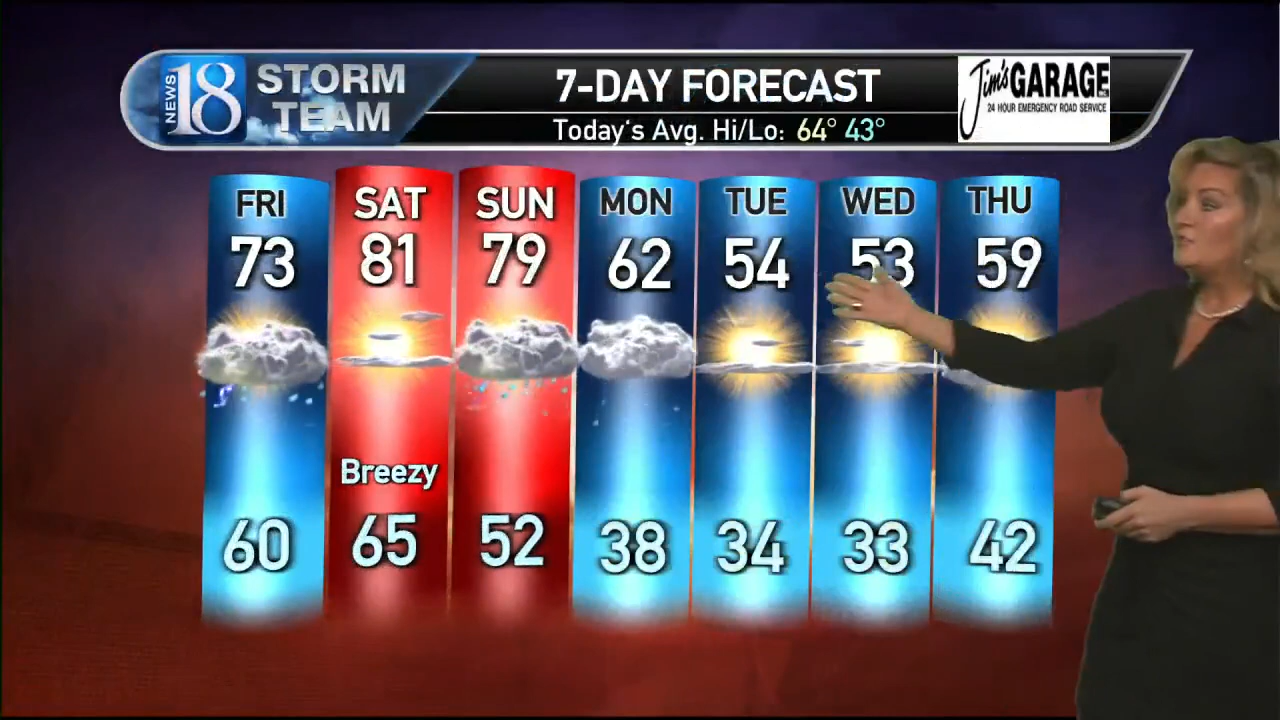 NEWS 18
STORM
TEAM
7-DAY FORECAST
Today's Avg. Hi/Lo: 64° 43°
Jim's GARAGE
24 HOUR EMERGENCY ROAD SERVICE
FRI SAT SUN MON TUE WED THU
73 81 79 62 54 53 59
Breezy
60 65 52 38 34 33 42